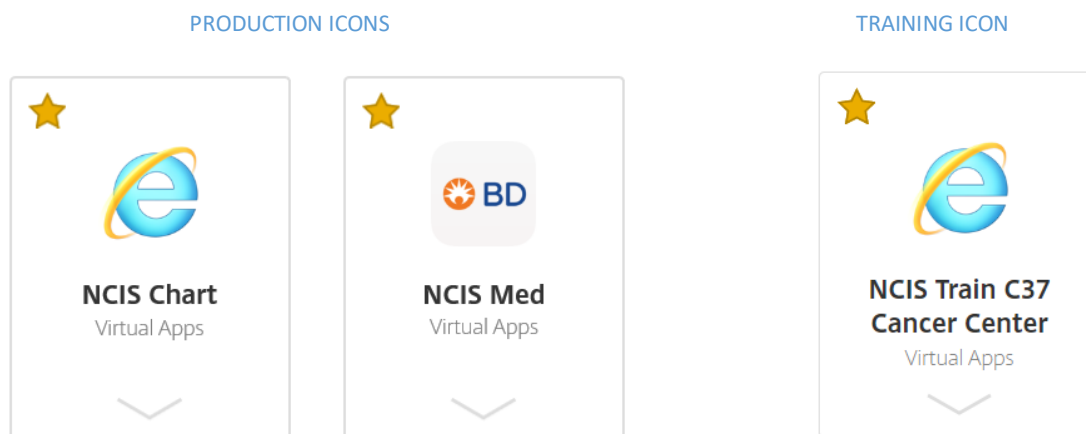 PRODUCTION ICONS
TRAINING ICON
NCIS Chart
Virtual Apps
BD
NCIS Med
Virtual Apps
NCIS Train C37
Cancer Center
Virtual Apps